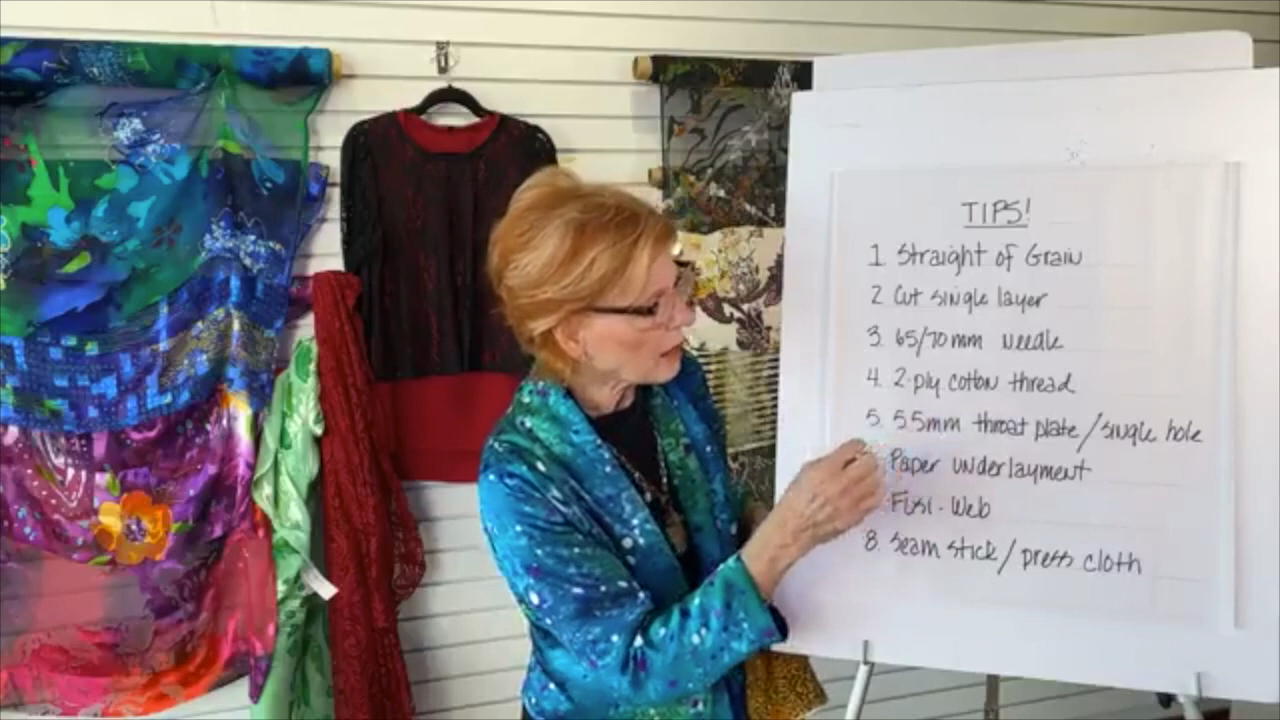 TIPS!
1. Straight of Grain
2. Cut single layer
3. 65/70mm needle
4. 2-ply cotton thread
5. 5.5mm throat plate/single hole
Paper underlayment
Fusi-Web
8. Seam stick/press cloth